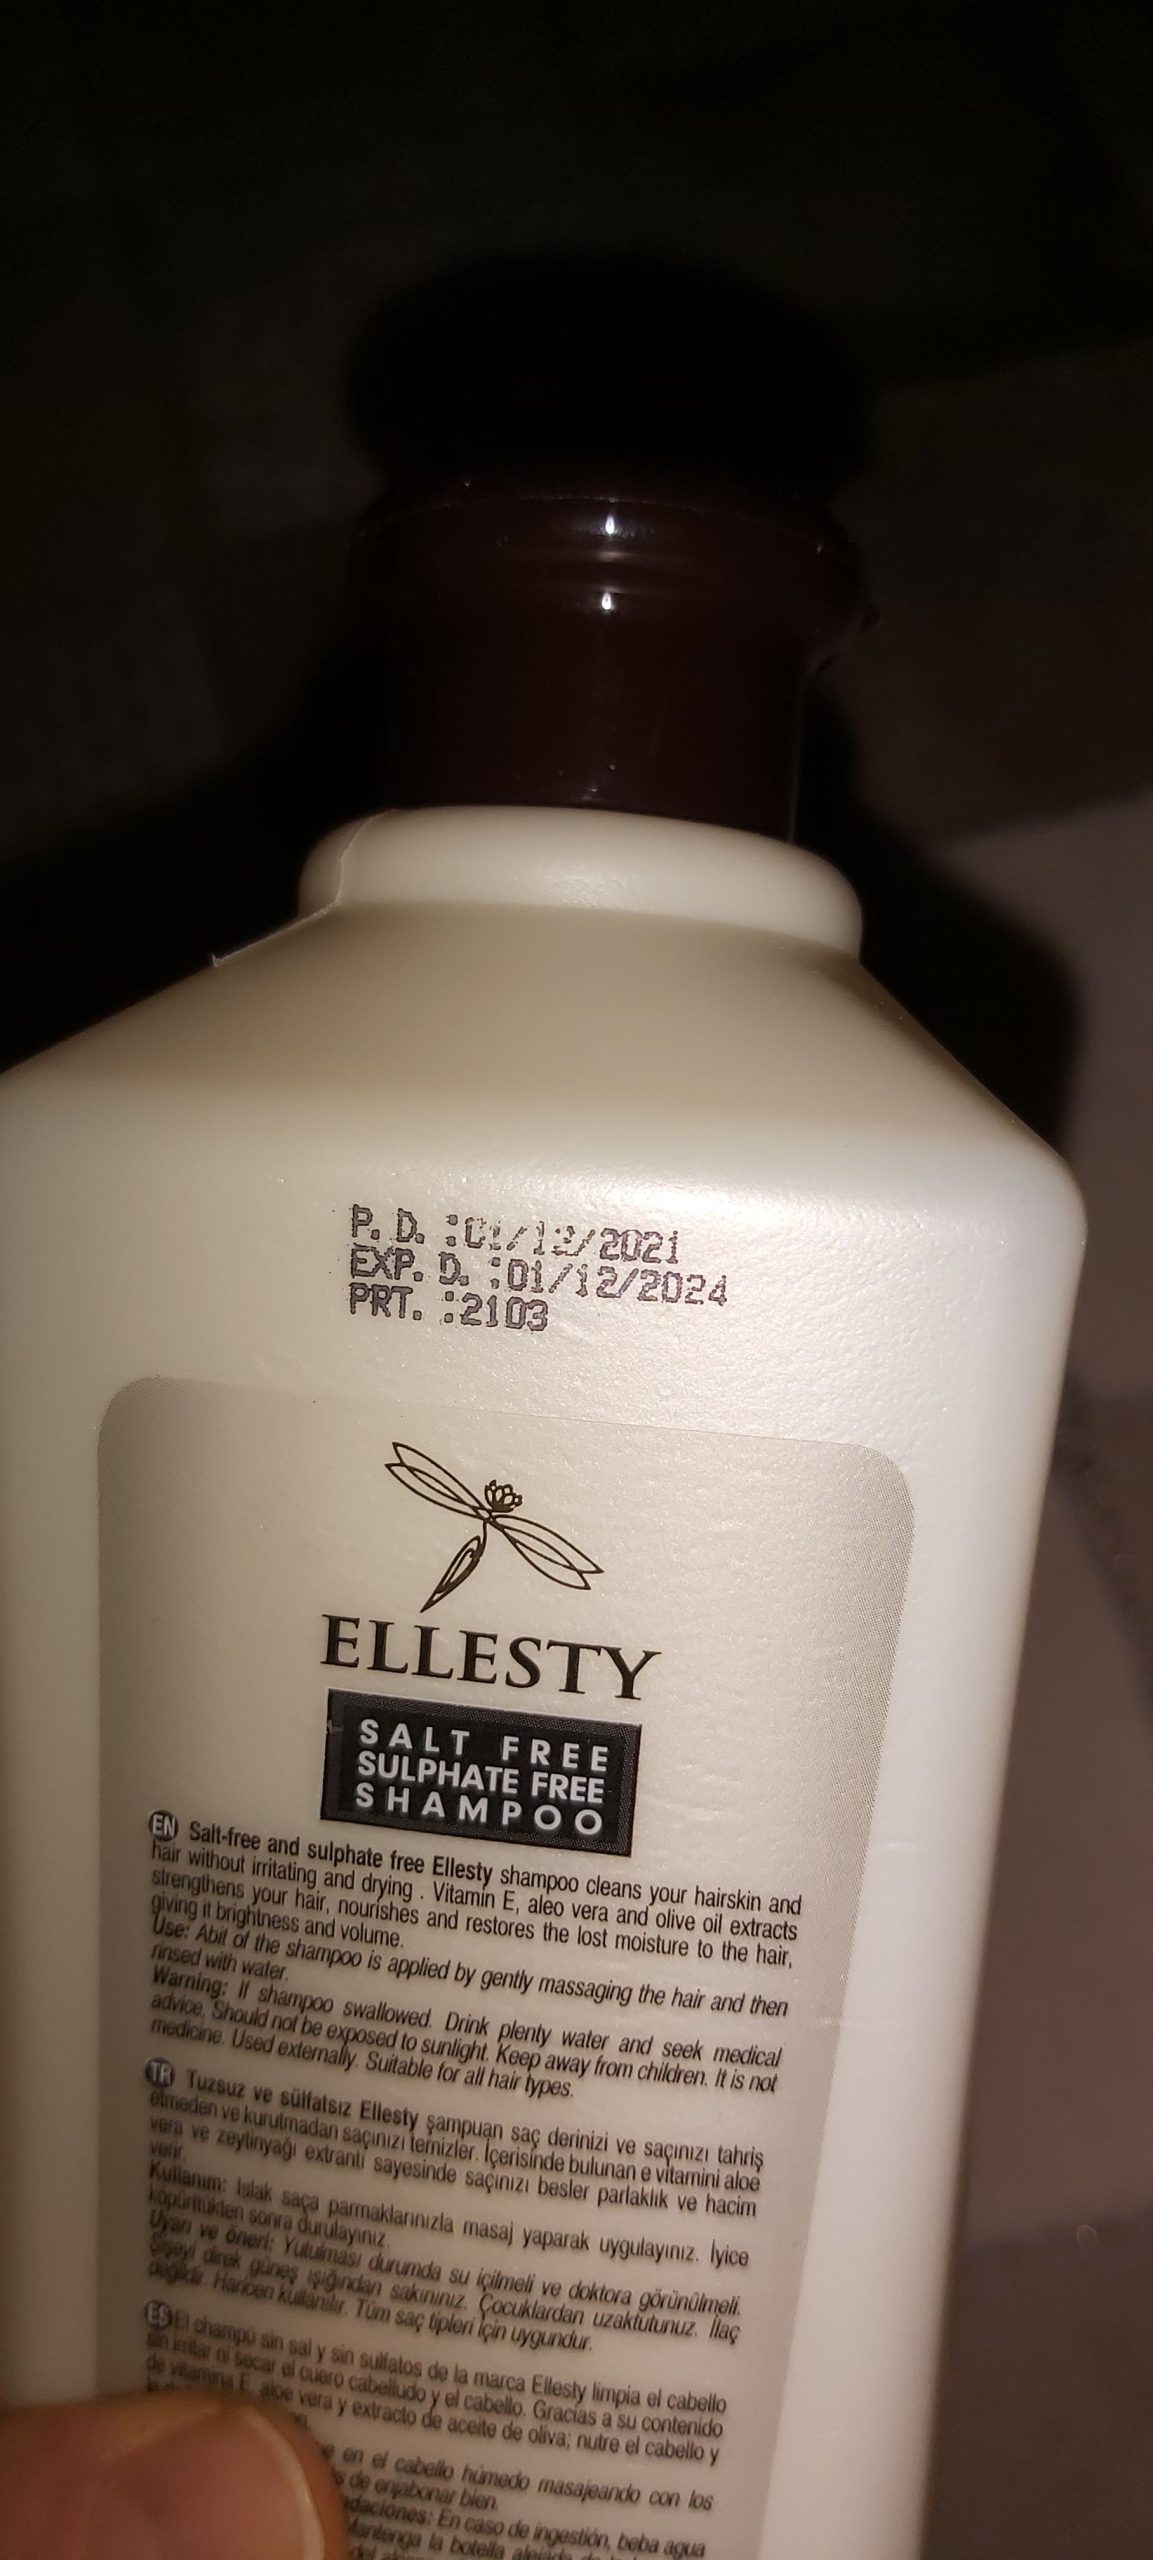 P. D. :01/12/2021
EXP. D. :01/12/2024
PRT. :2103
ELLESTY
SALT FREE
SULPHATE FREE
SHAMPOO
EN Salt-free and sulphate free Ellesty shampoo cleans your hairskin and
hair without irritating and drying . Vitamin E, aleo vera and olive oil extracts
strengthens your hair, nourishes and restores the lost moisture to the hair,
giving it brightness and volume.
Use: Abit of the shampoo is applied by gently massaging the hair and then
rinsed with water.
Warning: If shampoo swallowed. Drink plenty water and seek medical
advice. Should not be exposed to sunlight. Keep away from children. It is not
medicine. Used externally. Suitable for all hair types.
TR Tuzsuz ve sülfatsız Ellesty şampuan saç derinizi ve saçınızı tahriş
etmeden ve kurutmadan saçınızı temizler. İçerisinde bulunan e vitamini aloe
vera ve zeytinyağı extrantı sayesinde saçınızı besler parlaklık ve hacim
verir.
Kullanım: Islak saça parmaklarınızla masaj yaparak uygulayınız. İyice
köpürttükten sonra durulayınız.
Uyarı ve öneri: Yutulması durumda su içilmeli ve doktora görünülmeli.
Şişeyi direk güneş ışığından sakınınız. Çocuklardan uzaktutunuz. İlaç
değildir. Haricen kullanılır. Tüm saç tipleri için uygundur.
ES El champú sin sal y sin sulfatos de la marca Ellesty limpia el cabello
sin irritar ni secar el cuero cabelludo y el cabello. Gracias a su contenido
de vitamina E, aloe vera y extracto de aceite de oliva; nutre el cabello y
en el cabello húmedo masajeando con los
de enjabonar bien.
En caso de ingestión, beba agua
la botella alejada de